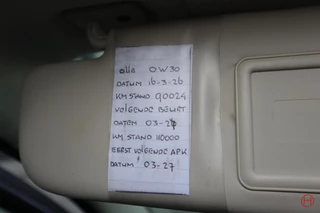 olie 0W30
DATUM 16-3-26
KM STAND 90024
VOLGENDE BEURT
DATUM 03-27
KM STAND 110000
EERST VOLGENDE APK
DATUM 03-27